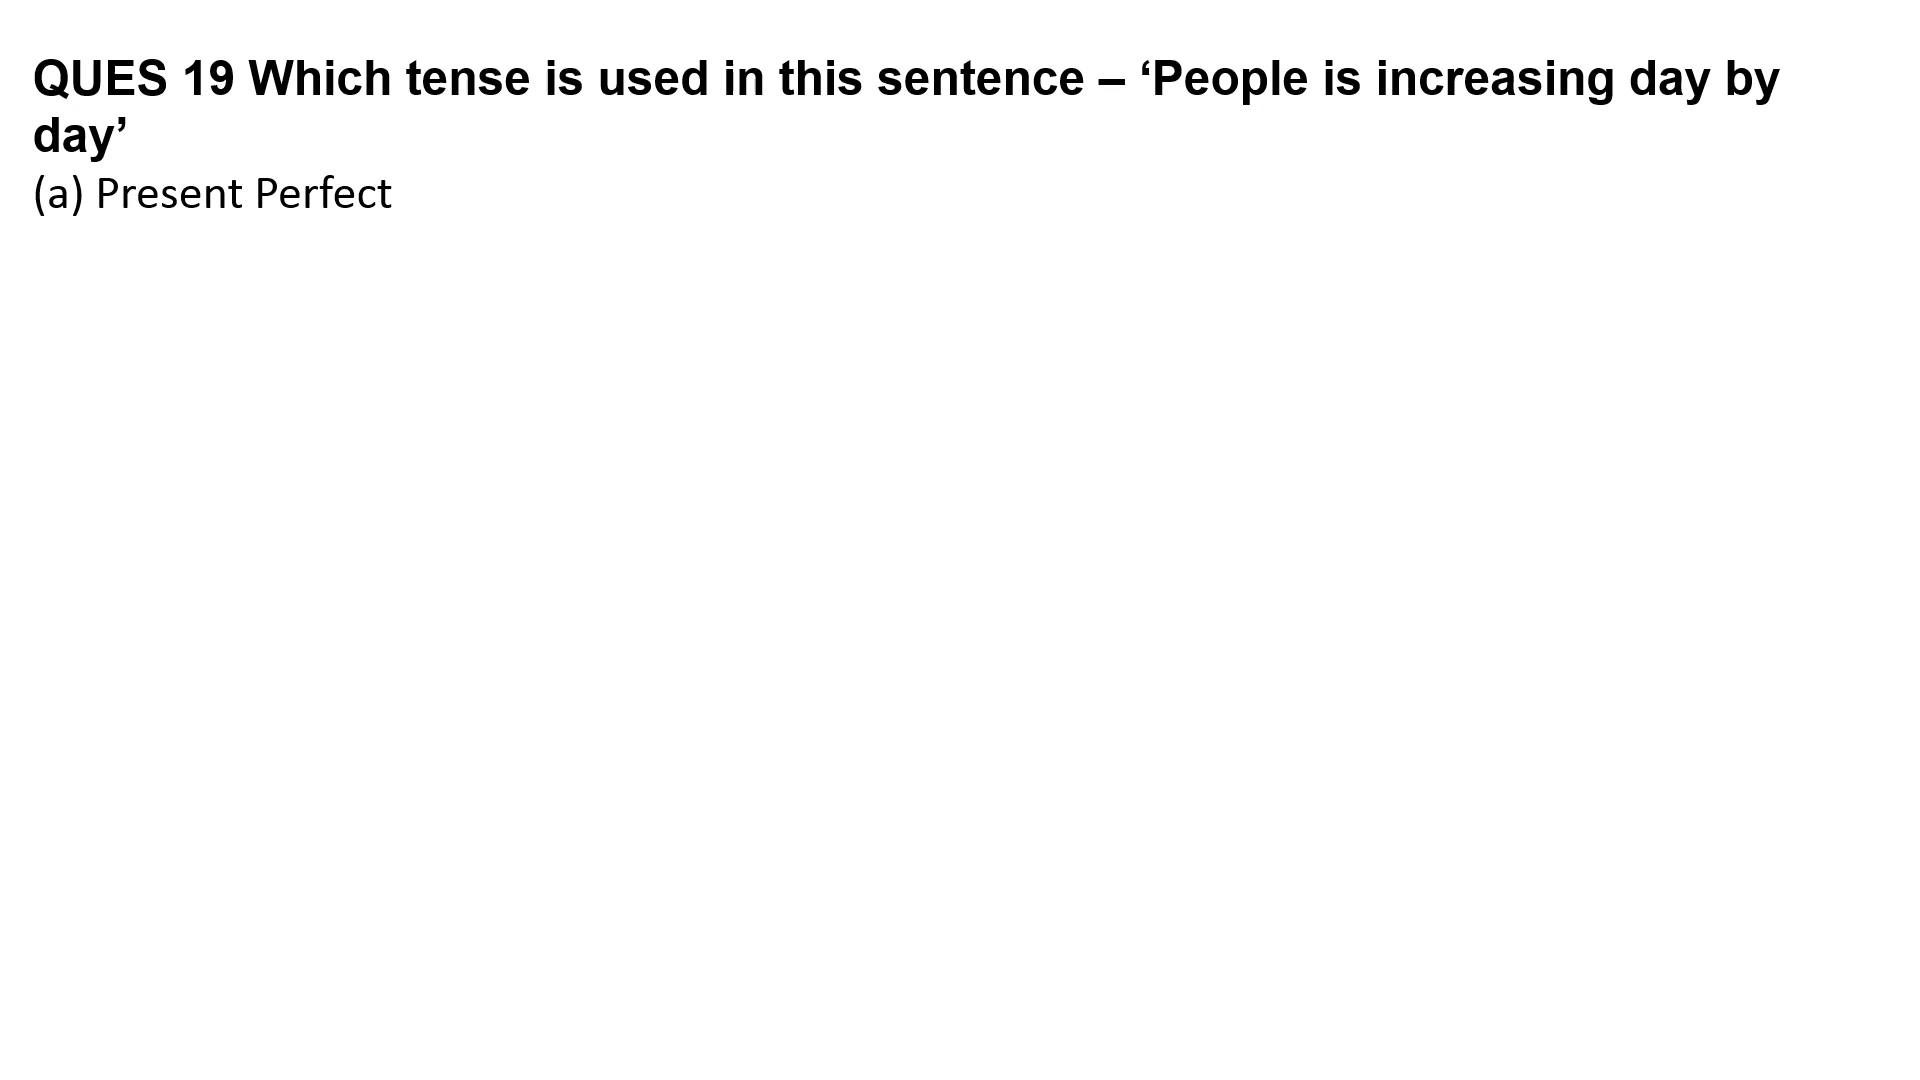 QUES 19 Which tense is used in this sentence – ‘People is increasing day by
day’
(a) Present Perfect